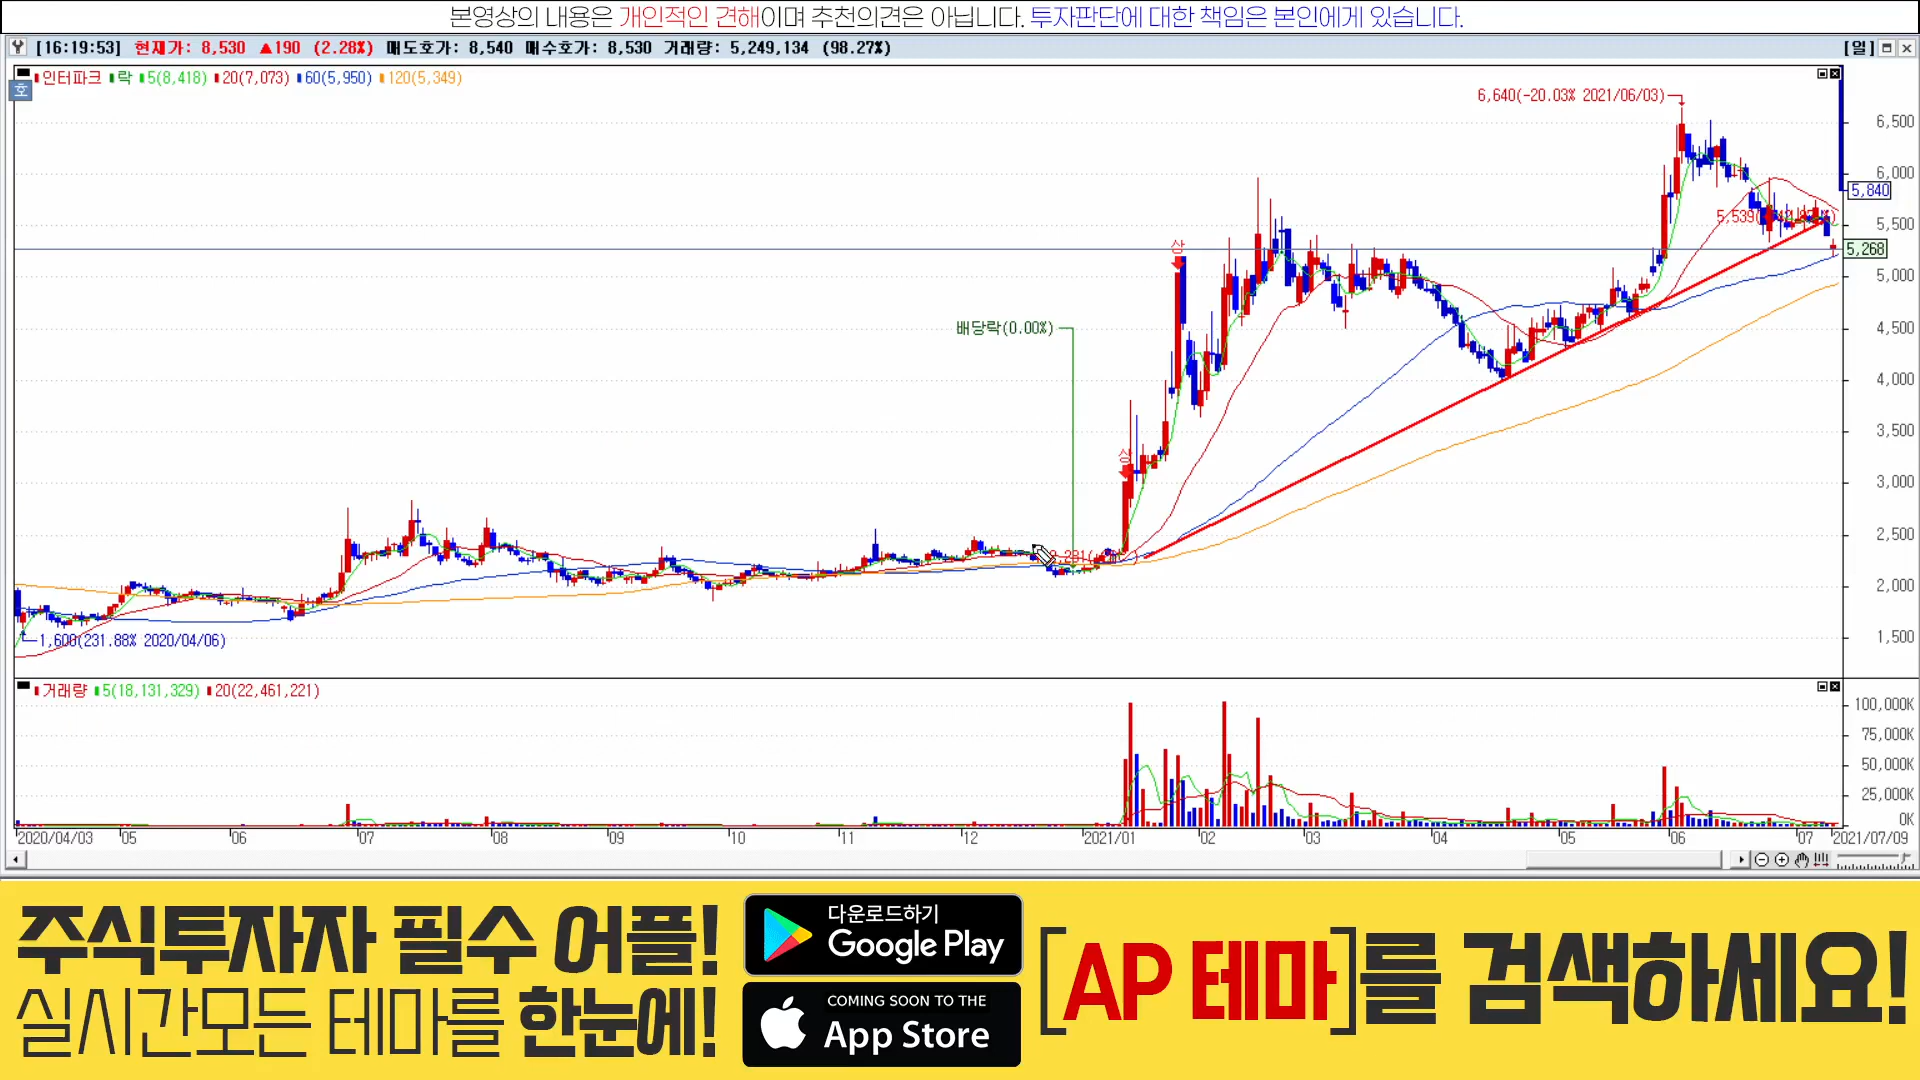 본영상의 내용은 개인적인 견해이며 추천의견은 아닙니다. 투자판단에 대한 책임은 본인에게 있습니다.
[16:19:53] 현재가: 8,530 ▲190 (2.28%) 매도호가: 8,540 매수호가: 8,530 거래량: 5,249,134 (98.27%) [일]
인터파크 락 5(8,418) 20(7,073) 60(5,950) 120(5,349)
호
6,640(-20.03% 2021/06/03)
6,500
6,000
5,840
5,539(
5,500
상
5,268
5,000
배당락(0.00%)
4,500
4,000
3,500
상
3,000
2,500
2,000
1,600(231.88% 2020/04/06)
1,500
거래량 5(18,131,329) 20(22,461,221)
100,000K
75,000K
50,000K
25,000K
0K
2020/04/03 05 06 07 08 09 10 11 12 2021/01 02 03 04 05 06 07 2021/07/09
주식투자자 필수 어플!
실시간모든 테마를 한눈에!
다운로드하기
Google Play
COMING SOON TO THE
App Store
[AP 테마]를 검색하세요!